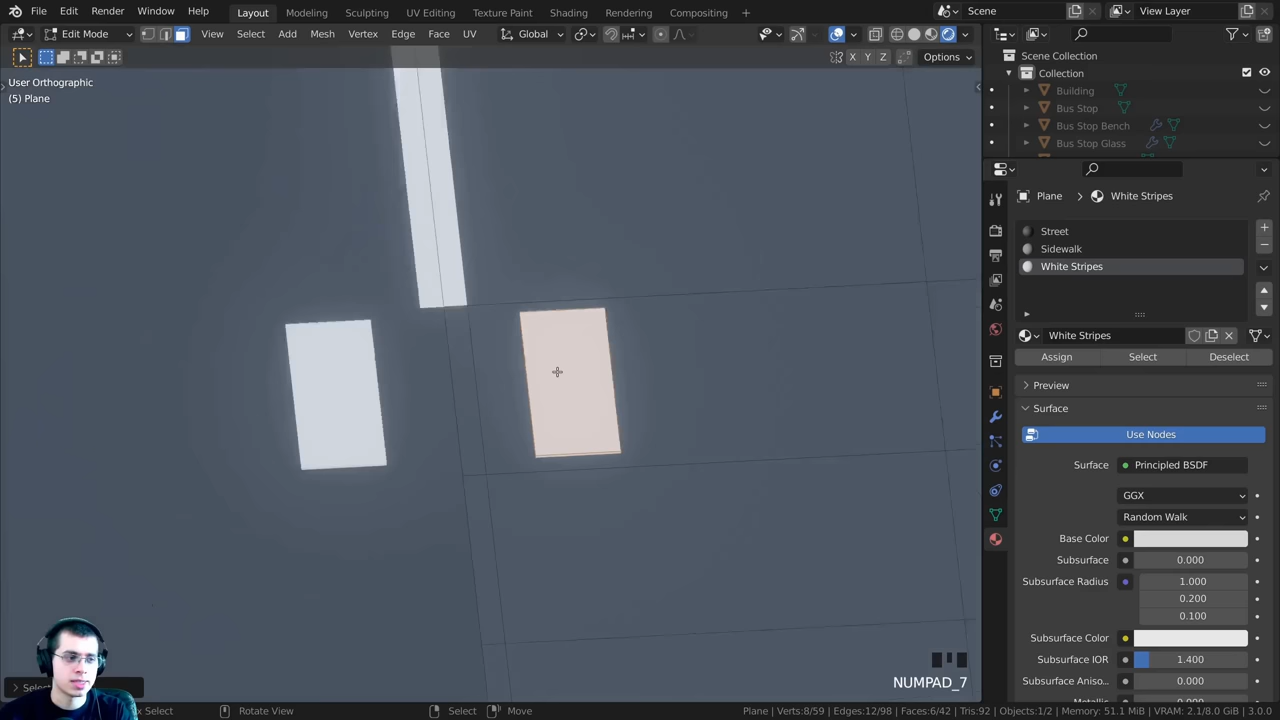 File Edit Render Window Help Layout Modeling Sculpting UV Editing Texture Paint Shading Animation Rendering Compositing + Scene View Layer
Edit Mode View Select Add Mesh Vertex Edge Face UV Global
X Y Z Options
User Orthographic
(5) Plane
Scene Collection
Collection
Building
Bus Stop
Bus Stop Bench
Bus Stop Glass
Plane > White Stripes
Street
Sidewalk
White Stripes
White Stripes
Assign Select Deselect
Preview
Surface
Use Nodes
Surface Principled BSDF
GGX
Random Walk
Base Color
Subsurface 0.000
Subsurface Radius 1.000
0.200
0.100
Subsurface Color
Subsurface IOR 1.400
Subsurface Aniso... 0.000
NUMPAD_7
Select Rotate View Select Move Plane | Verts:8/59 | Edges:12/98 | Faces:6/42 | Tris:92 | Objects:1/2 | Memory: 51.1 MiB | VRAM: 2.1/8.0 GiB | 3.0.0